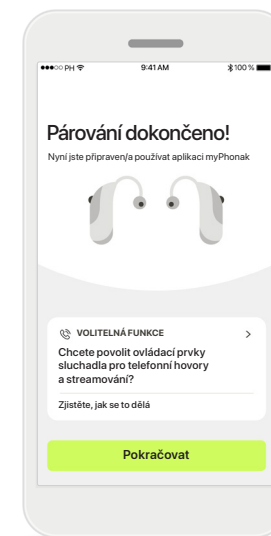 PH 9:41 AM 100 %
Párování dokončeno!
Nyní jste připraven/a používat aplikaci myPhonak
VOLITELNÁ FUNKCE
Chcete povolit ovládací prvky
sluchadla pro telefonní hovory
a streamování?
Zjistěte, jak se to dělá
Pokračovat